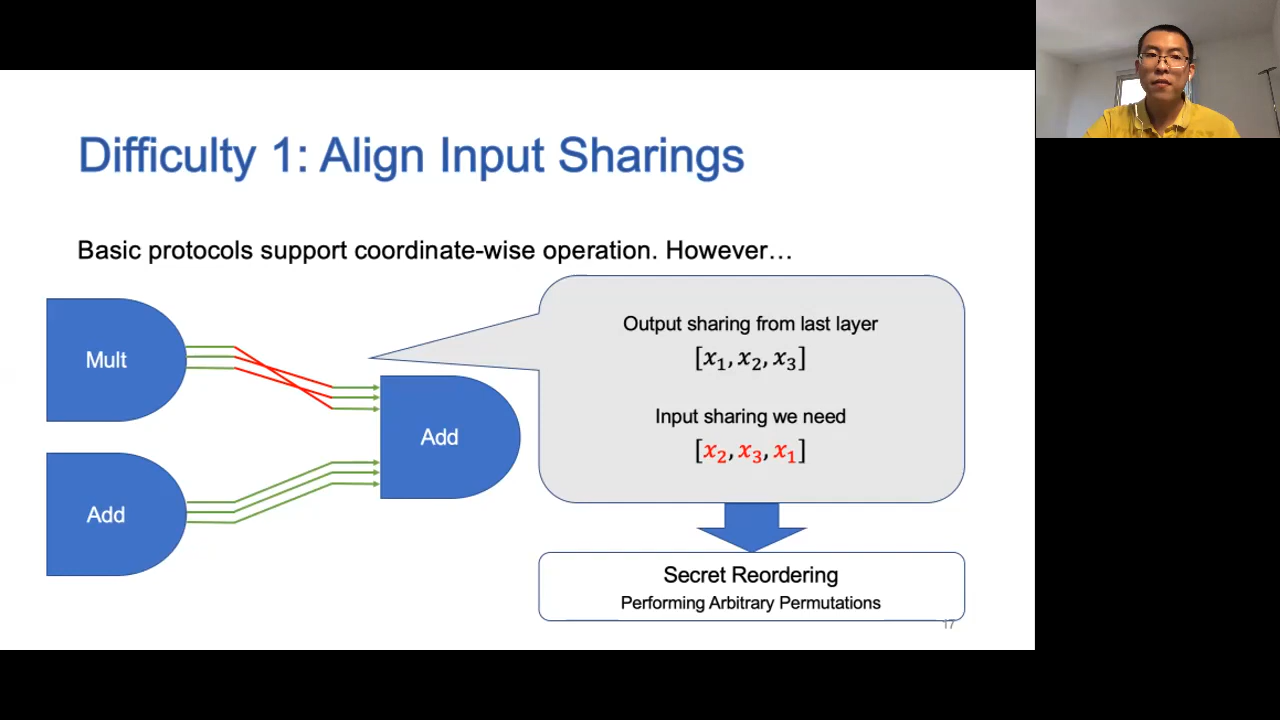 Difficulty 1: Align Input Sharings
Basic protocols support coordinate-wise operation. However…
Mult
Add
Add
Output sharing from last layer
[𝑥₁, 𝑥₂, 𝑥₃]
Input sharing we need
[𝑥₂, 𝑥₃, 𝑥₁]
Secret Reordering
Performing Arbitrary Permutations
17